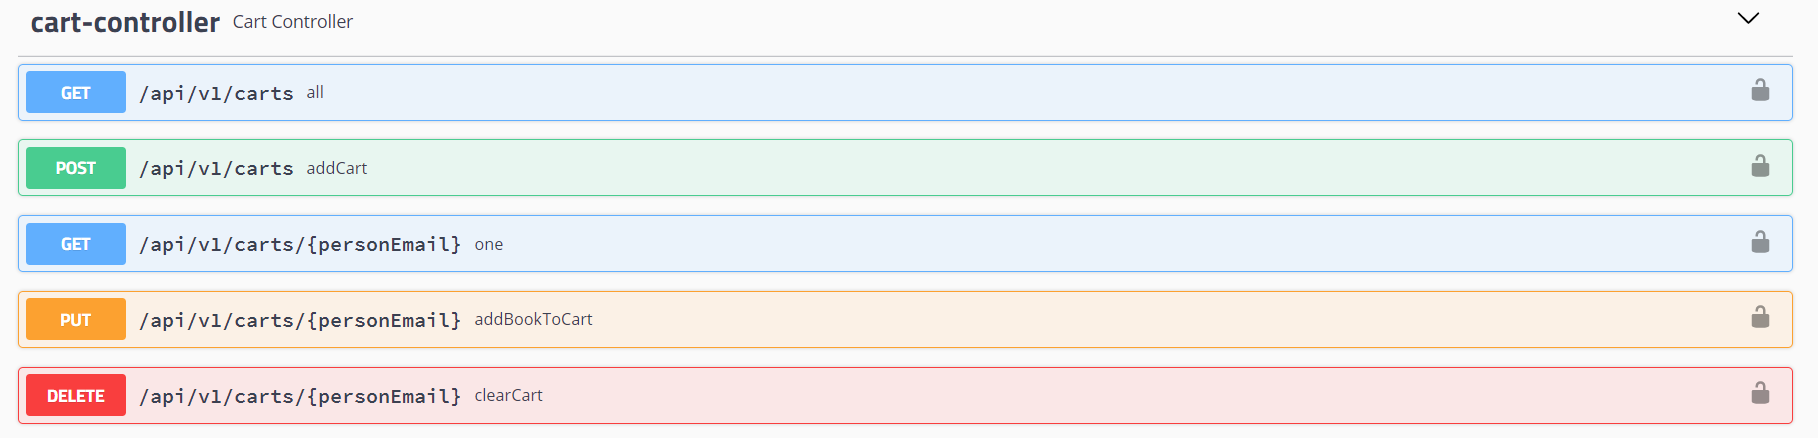 cart-controller Cart Controller
GET /api/v1/carts all
POST /api/v1/carts addCart
GET /api/v1/carts/{personEmail} one
PUT /api/v1/carts/{personEmail} addBookToCart
DELETE /api/v1/carts/{personEmail} clearCart